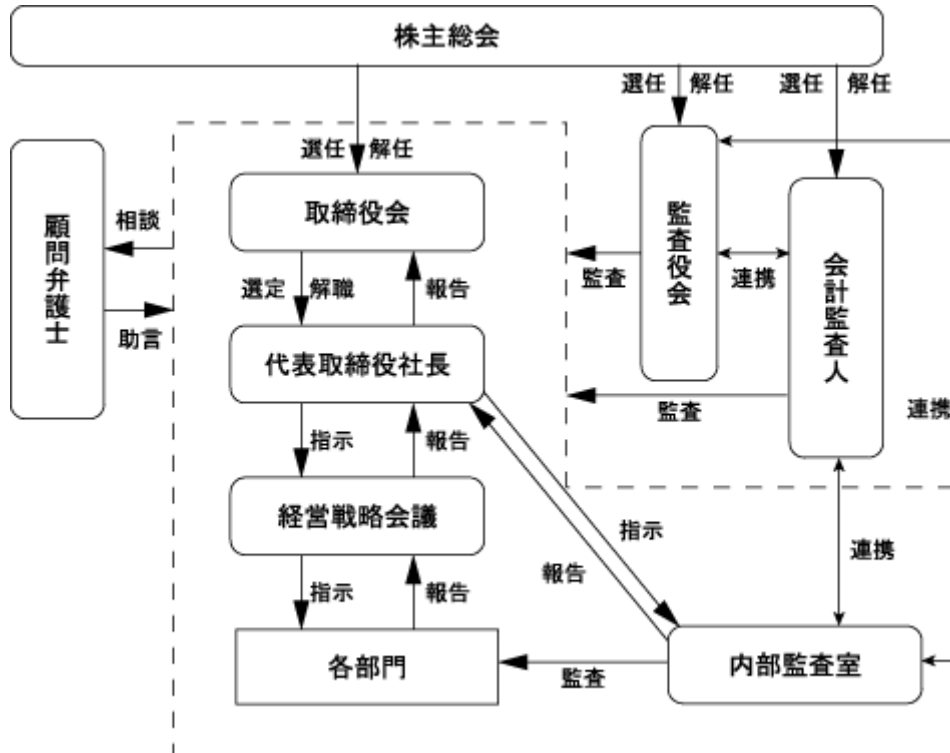 株主総会
選任 解任
選任 解任
選任 解任
取締役会
監査役会
会計監査人
顧問弁護士
相談
助言
選定 解職
報告
監査
連携
代表取締役社長
監査
連携
指示
報告
経営戦略会議
指示
報告
連携
指示
報告
各部門
監査
内部監査室